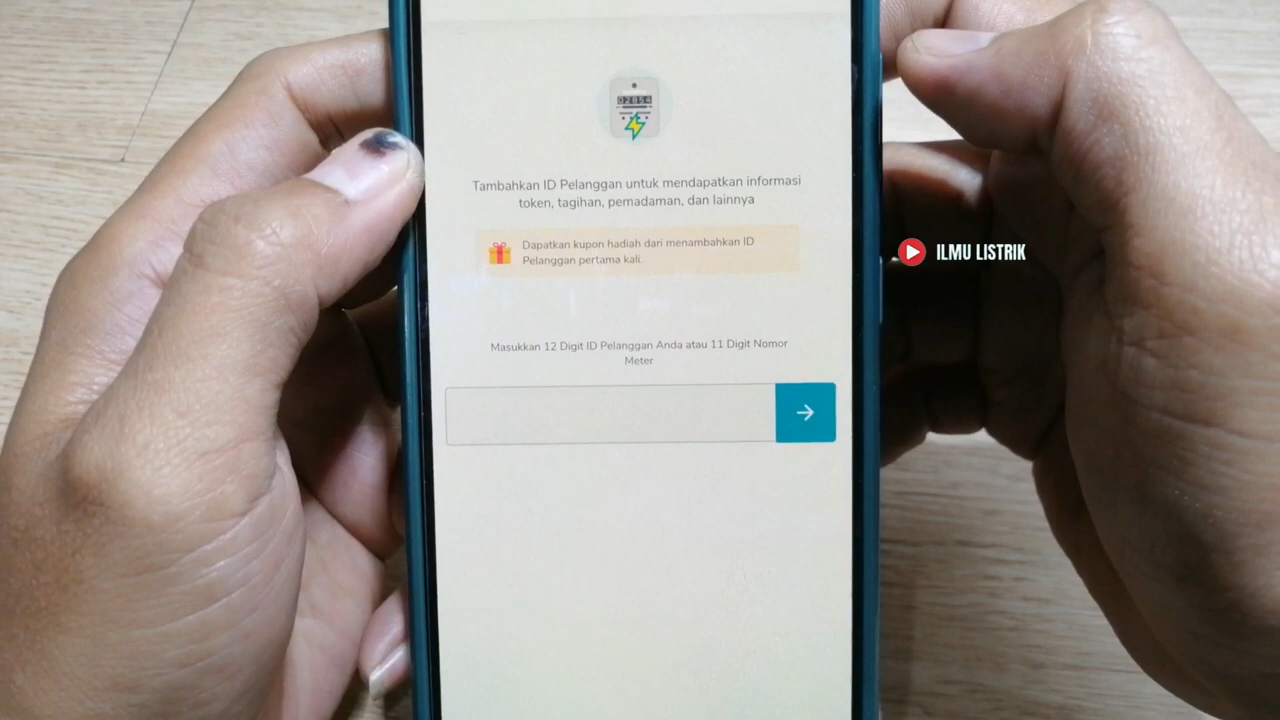 02854
Tambahkan ID Pelanggan untuk mendapatkan informasi
token, tagihan, pemadaman, dan lainnya
Dapatkan kupon hadiah dari menambahkan ID
Pelanggan pertama kali.
ILMU LISTRIK
Masukkan 12 Digit ID Pelanggan Anda atau 11 Digit Nomor
Meter